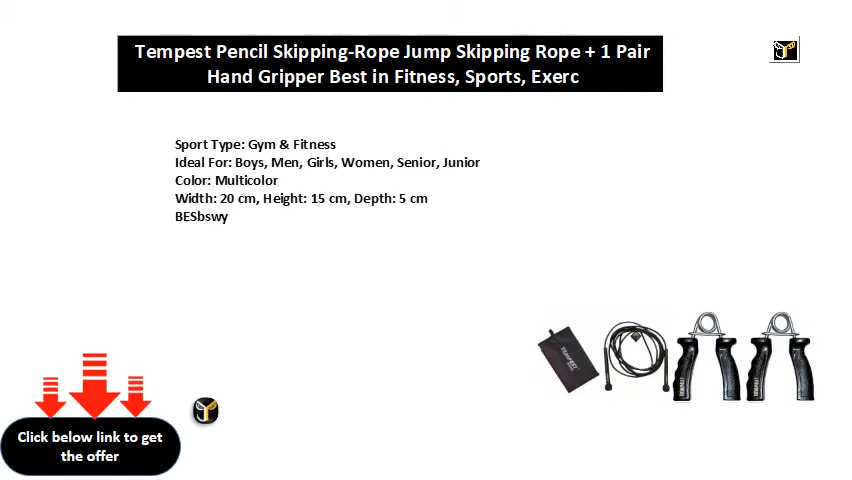 Tempest Pencil Skipping-Rope Jump Skipping Rope + 1 Pair
Hand Gripper Best in Fitness, Sports, Exerc
Sport Type: Gym & Fitness
Ideal For: Boys, Men, Girls, Women, Senior, Junior
Color: Multicolor
Width: 20 cm, Height: 15 cm, Depth: 5 cm
BESbswy
TEMPEST
TEMPEST
Click below link to get
the offer